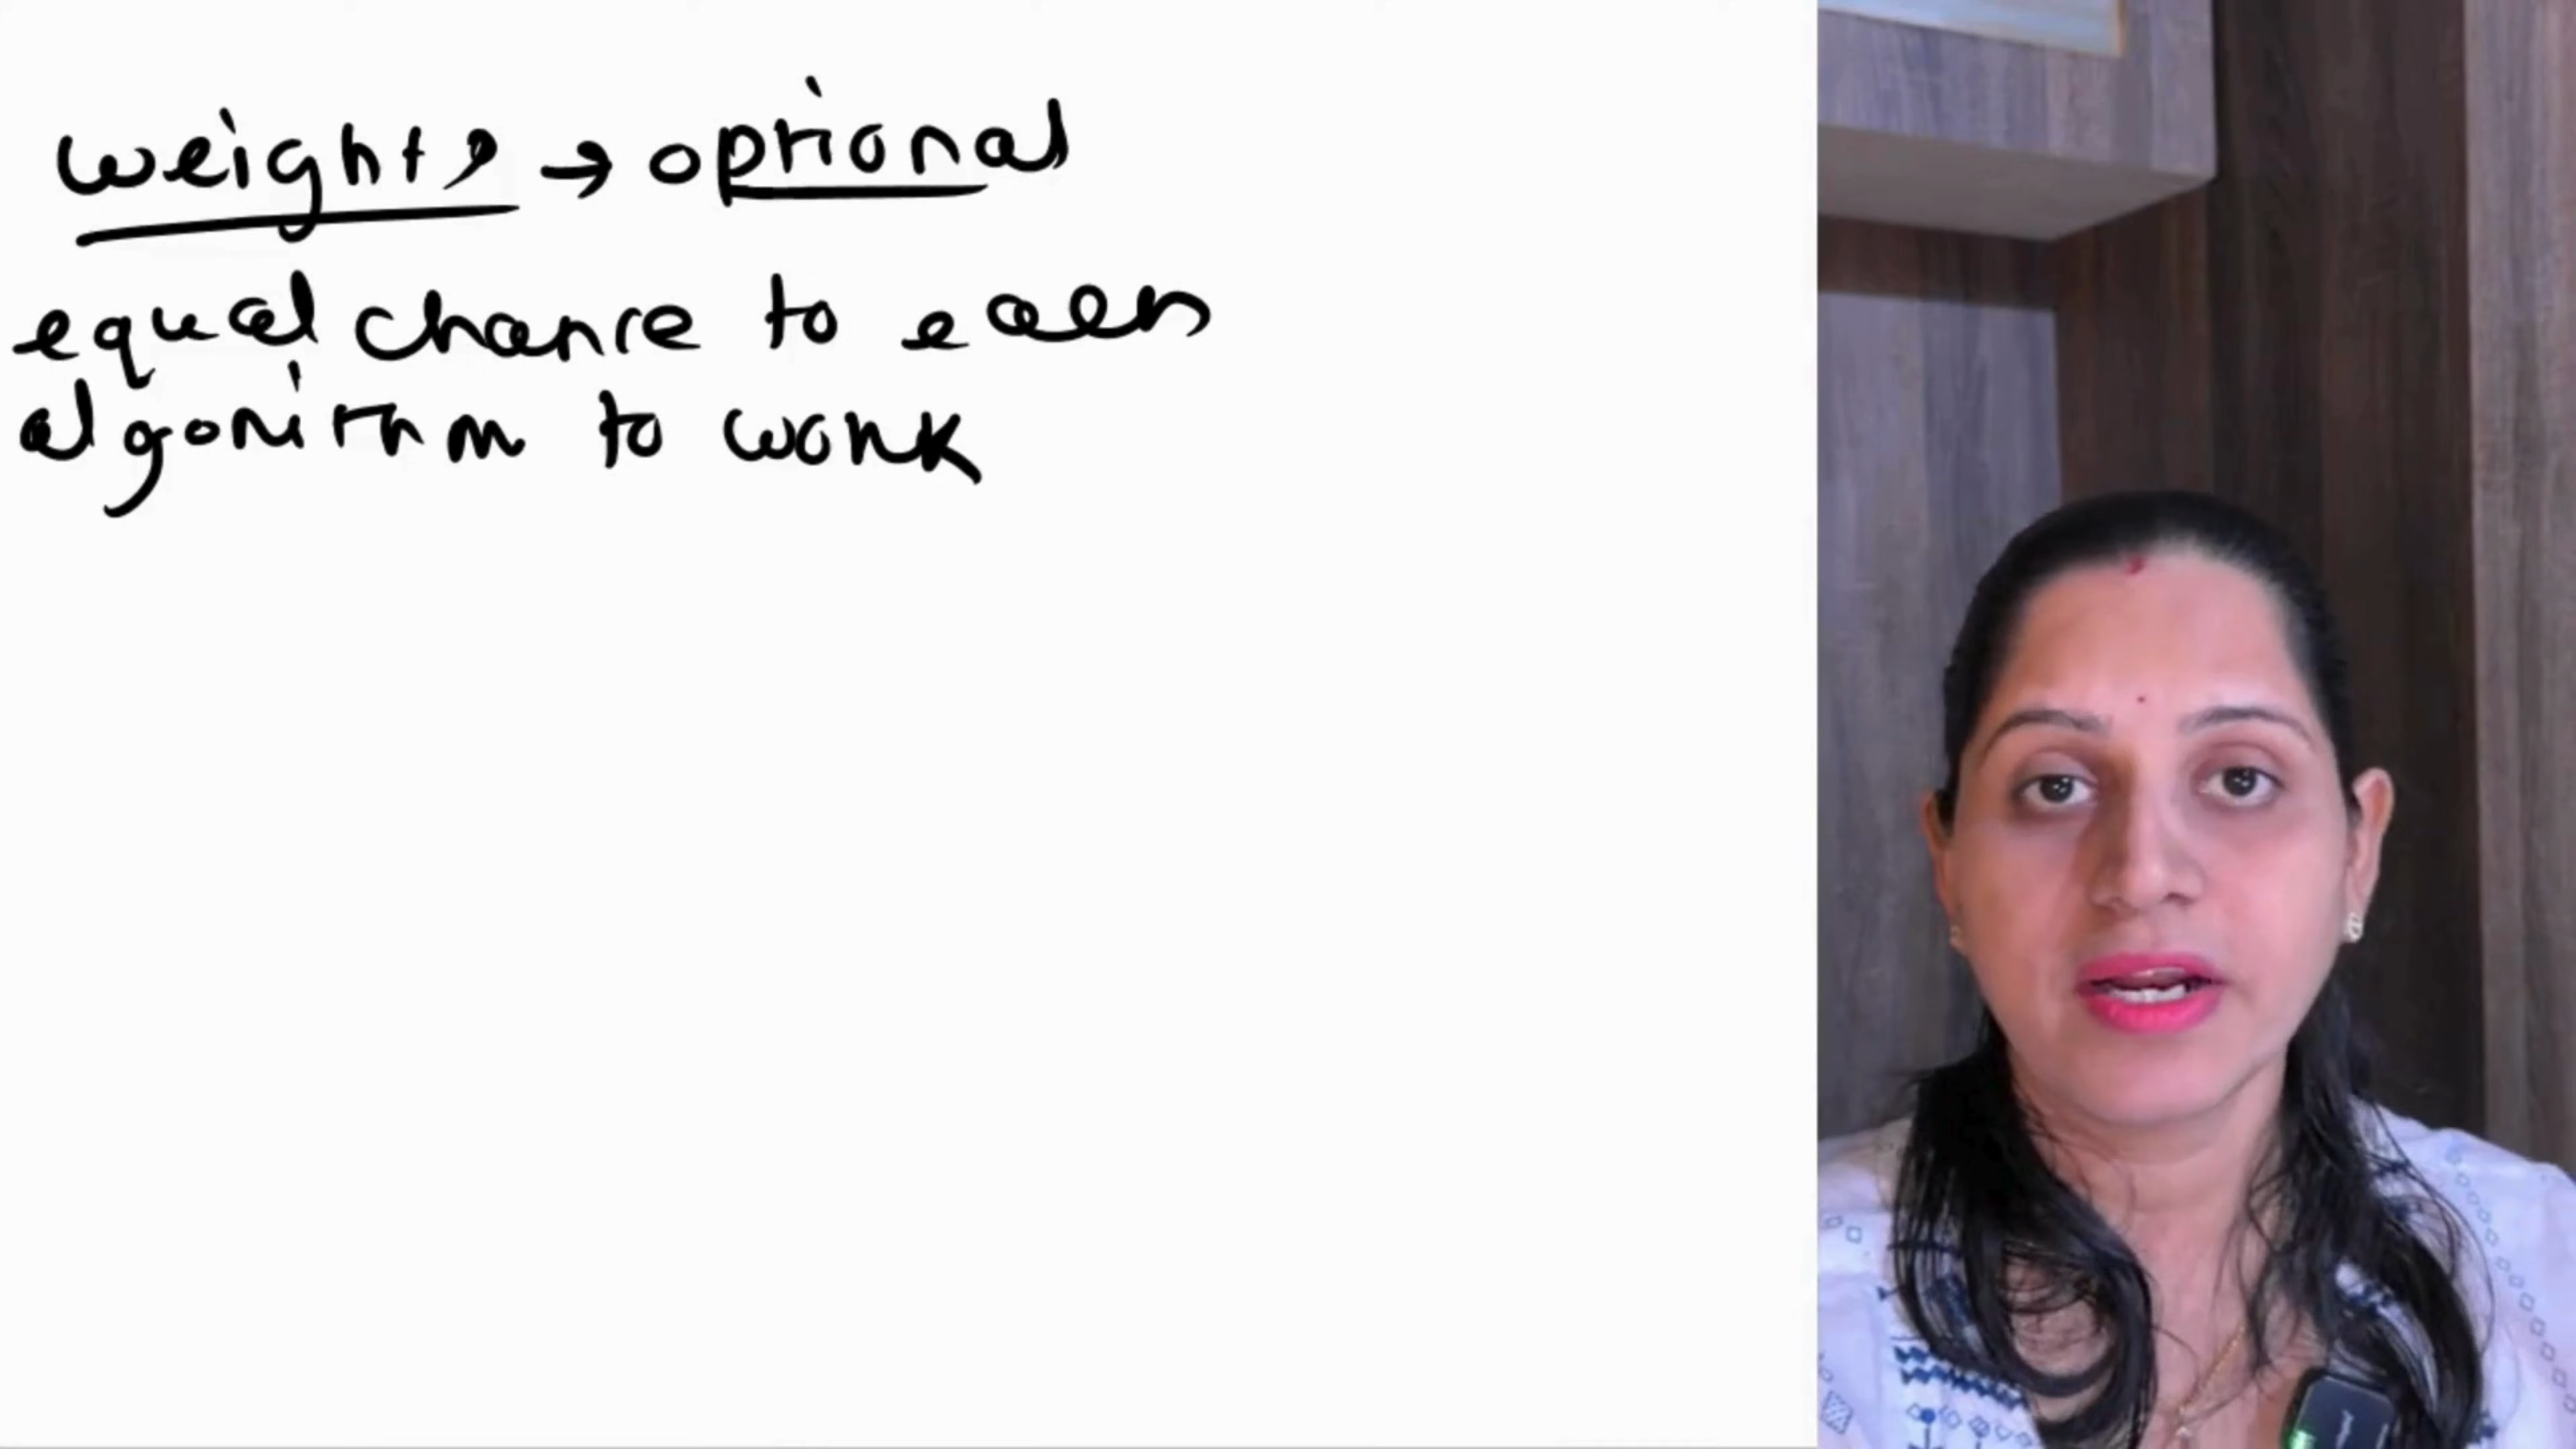 weights → optional
equal chance to each
algorithm to work